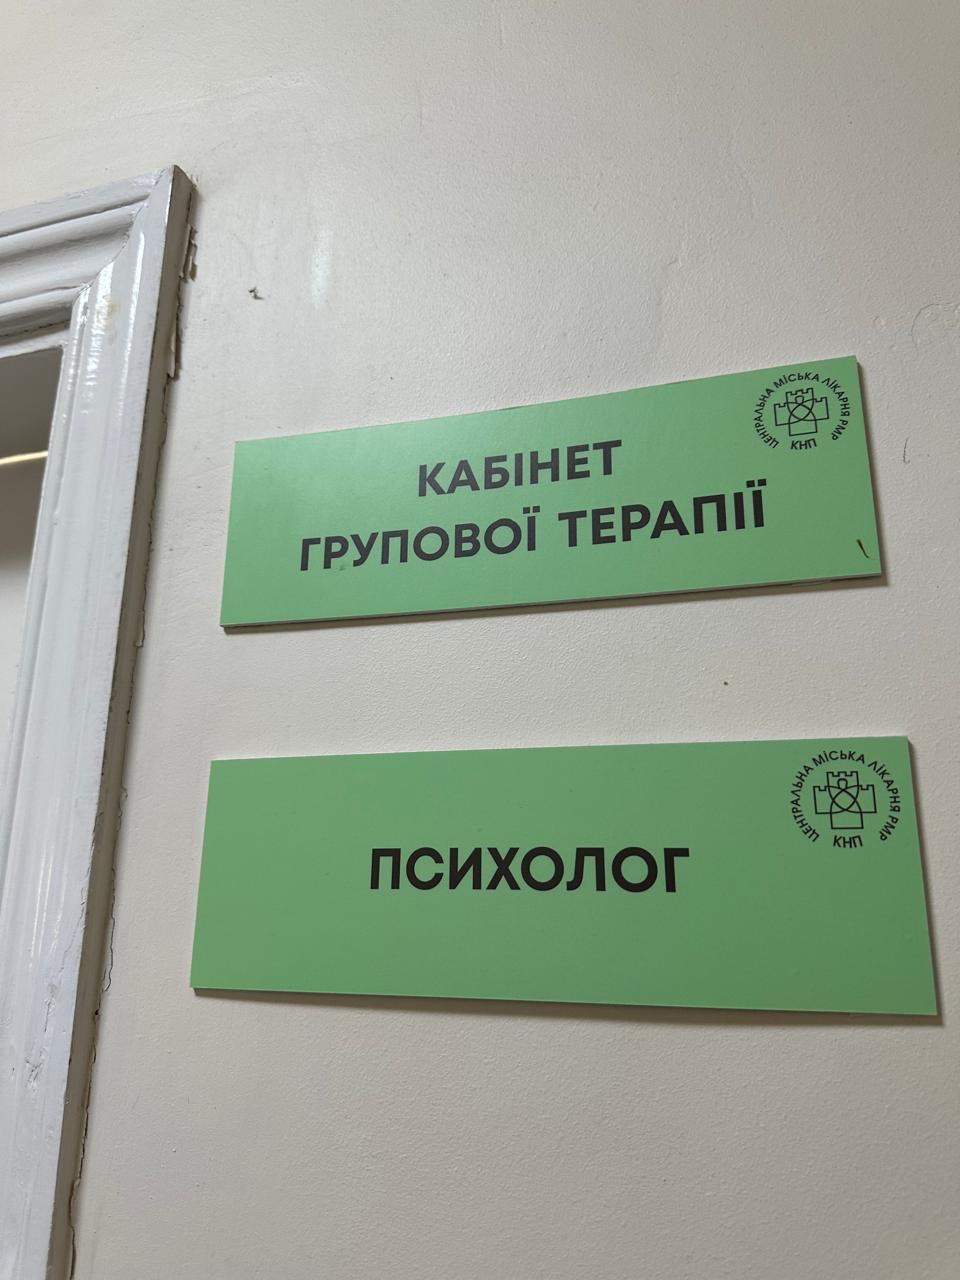 КАБІНЕТ
ГРУПОВОЇ ТЕРАПІЇ
ЦЕНТРАЛЬНА МІСЬКА ЛІКАРНЯ РМР
КНП
ПСИХОЛОГ
ЦЕНТРАЛЬНА МІСЬКА ЛІКАРНЯ РМР
КНП